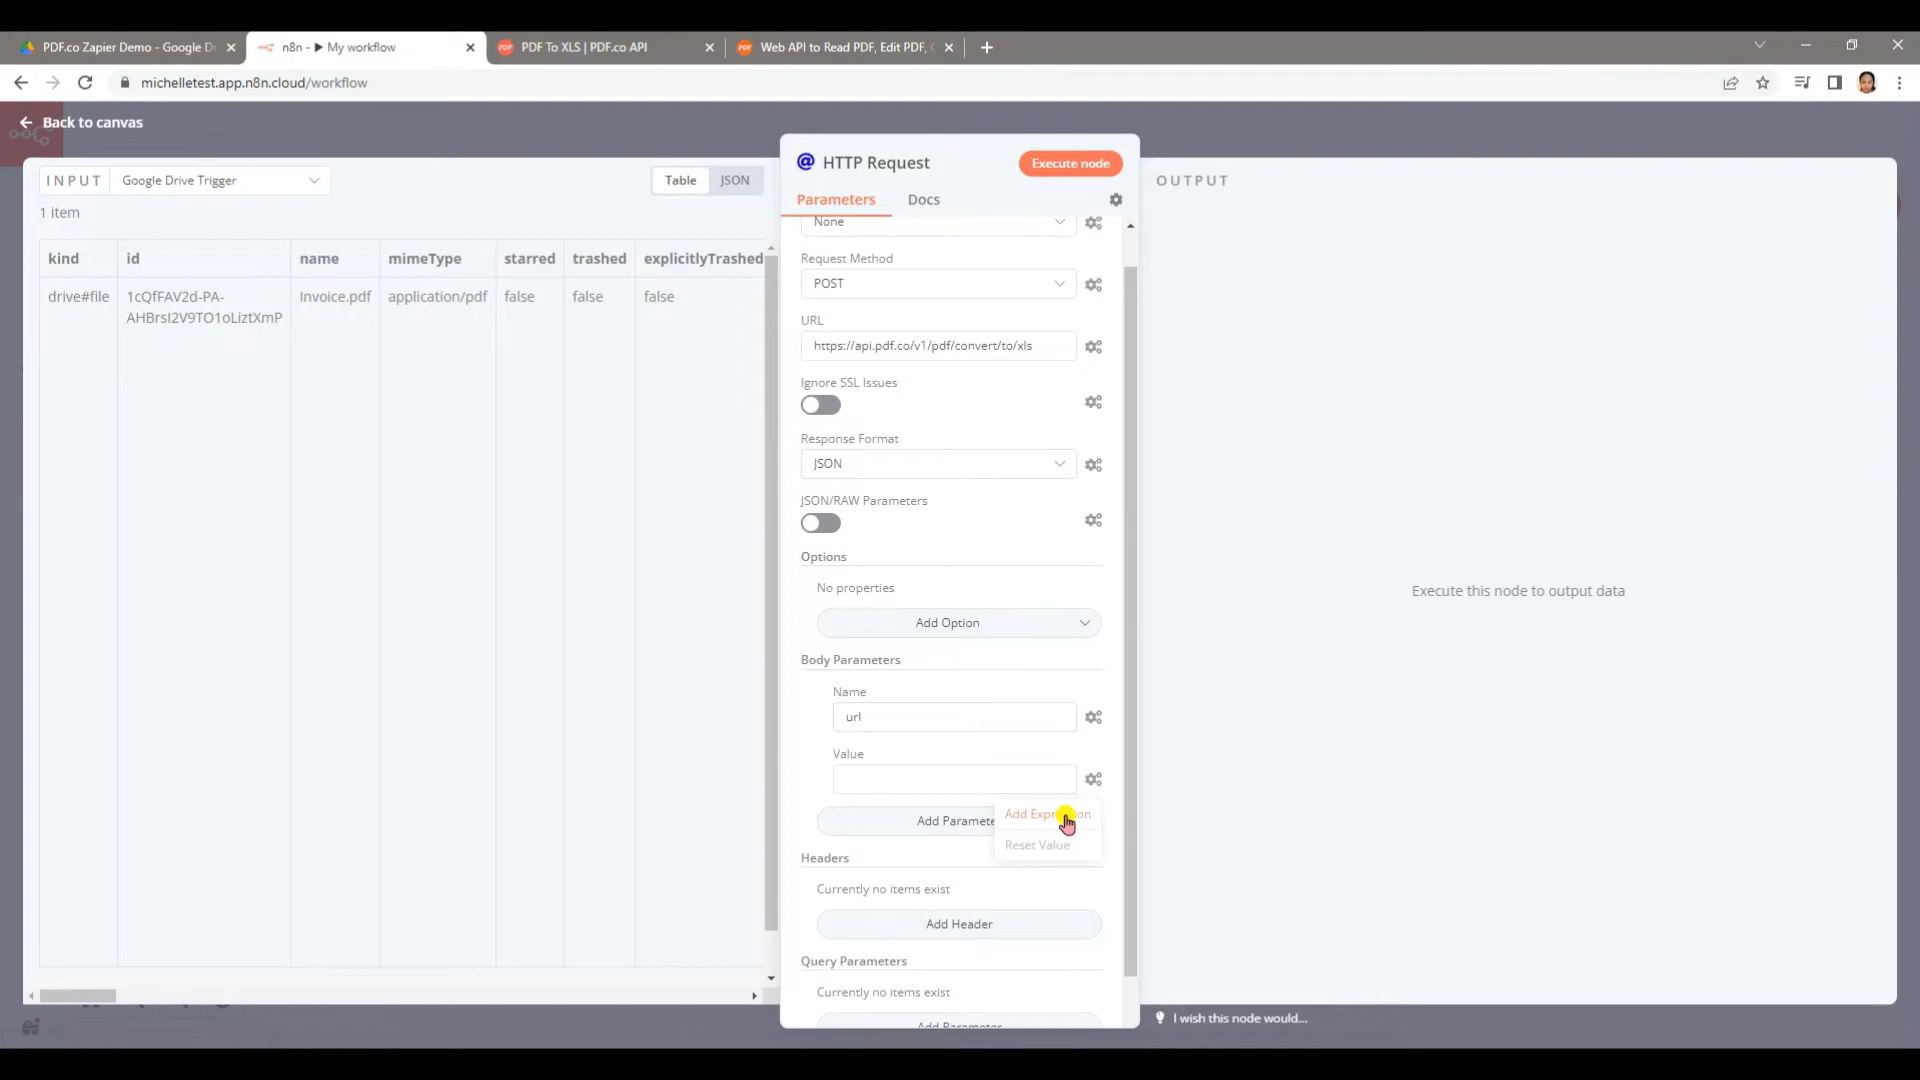 PDF.co Zapier Demo - Google Dr
n8n - ▶ My workflow
PDF To XLS | PDF.co API
Web API to Read PDF, Edit PDF,
michelletest.app.n8n.cloud/workflow
Back to canvas
INPUT
Google Drive Trigger
Table
JSON
1 item
kind
id
name
mimeType
starred
trashed
explicitlyTrashed
drive#file
1cQfFAV2d-PA-
AHBrsI2V9TO1oLiztXmP
Invoice.pdf
application/pdf
false
false
false
HTTP Request
Execute node
Parameters
Docs
None
Request Method
POST
URL
https://api.pdf.co/v1/pdf/convert/to/xls
Ignore SSL Issues
Response Format
JSON
JSON/RAW Parameters
Options
No properties
Add Option
Body Parameters
Name
url
Value
Add Expression
Add Paramete
Reset Value
Headers
Currently no items exist
Add Header
Query Parameters
Currently no items exist
Add Parameter
OUTPUT
Execute this node to output data
I wish this node would...